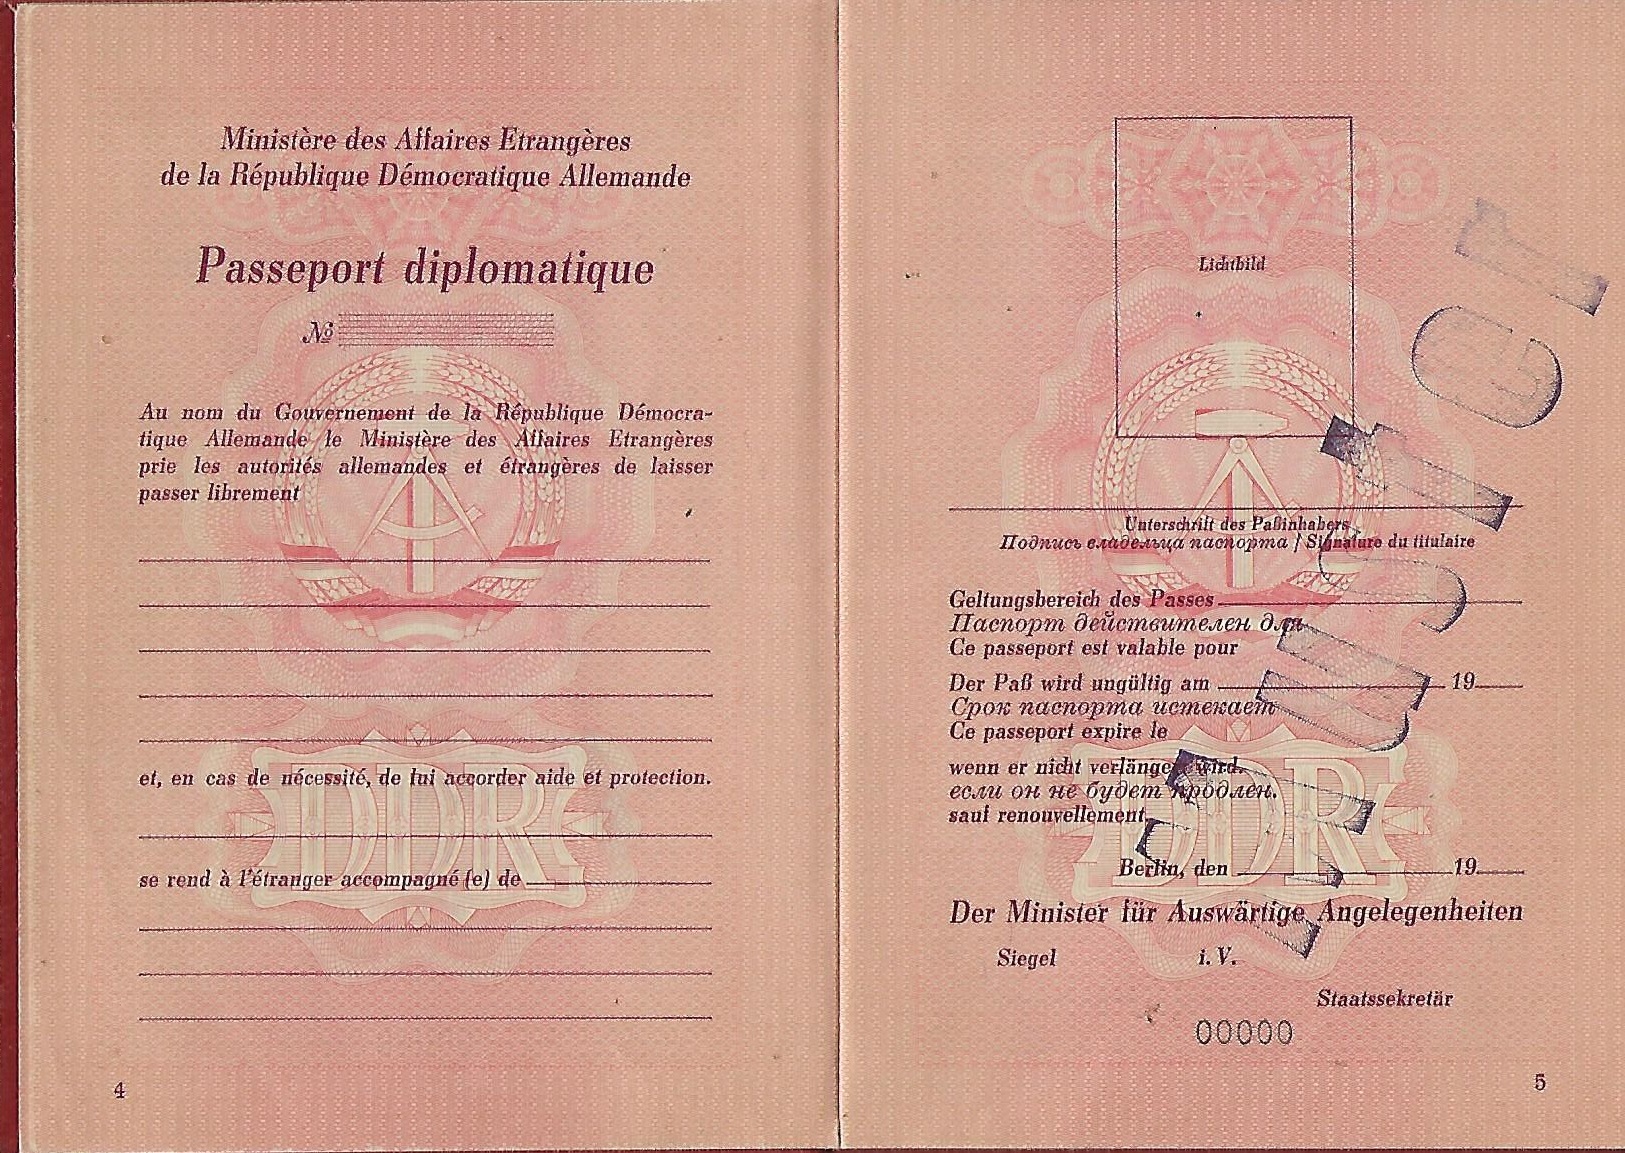 Ministère des Affaires Etrangères
de la République Démocratique Allemande
Passeport diplomatique
№
Au nom du Gouvernement de la République Démocra-
tique Allemande le Ministère des Affaires Etrangères
prie les autorités allemandes et étrangères de laisser
passer librement
et, en cas de nécessité, de lui accorder aide et protection.
DDR
se rend à l'étranger accompagné (e) de
4
Lichtbild
Unterschrift des Paßinhabers
Подпись владельца паспорта / Signature du titulaire
Geltungsbereich des Passes
Паспорт действителен для
Ce passeport est valable pour
Der Paß wird ungültig am 19
Срок паспорта истекает
Ce passeport expire le
wenn er nicht verlängert wird.
если он не будет продлен.
sauf renouvellement.
DDR
Berlin, den 19
Der Minister für Auswärtige Angelegenheiten
Siegel i. V.
Staatssekretär
00000
5